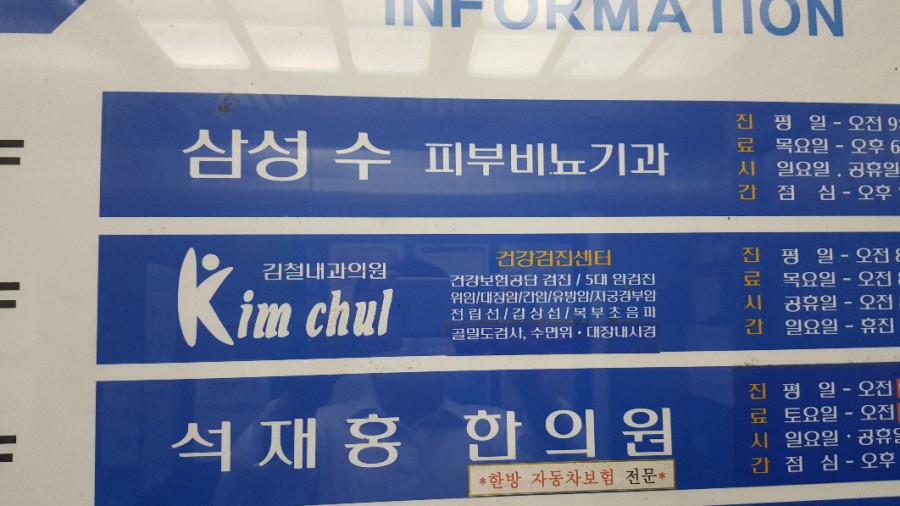 INFORMATION
삼성 수 피부비뇨기과
진 평 일 - 오전 9
료 목요일 - 오후 6
시 일요일 . 공휴일
간 점 심 - 오후
김철내과의원
Kim chul
건강검진센터
건강보험공단 검진 / 5대 암검진
위암/대장암/간암/유방암/자궁경부암
전립선/갑상섭/복부초음파
골밀도검사, 수면위·대장내시경
진 평 일 - 오전 8
료 목요일 - 오전
시 공휴일 - 오전
간 일요일 - 휴진
석재홍 한의원
*한방 자동차보험 전문*
진 평 일 - 오전
료 토요일 - 오전
시 일요일 · 공휴일
간 점 심 - 오후